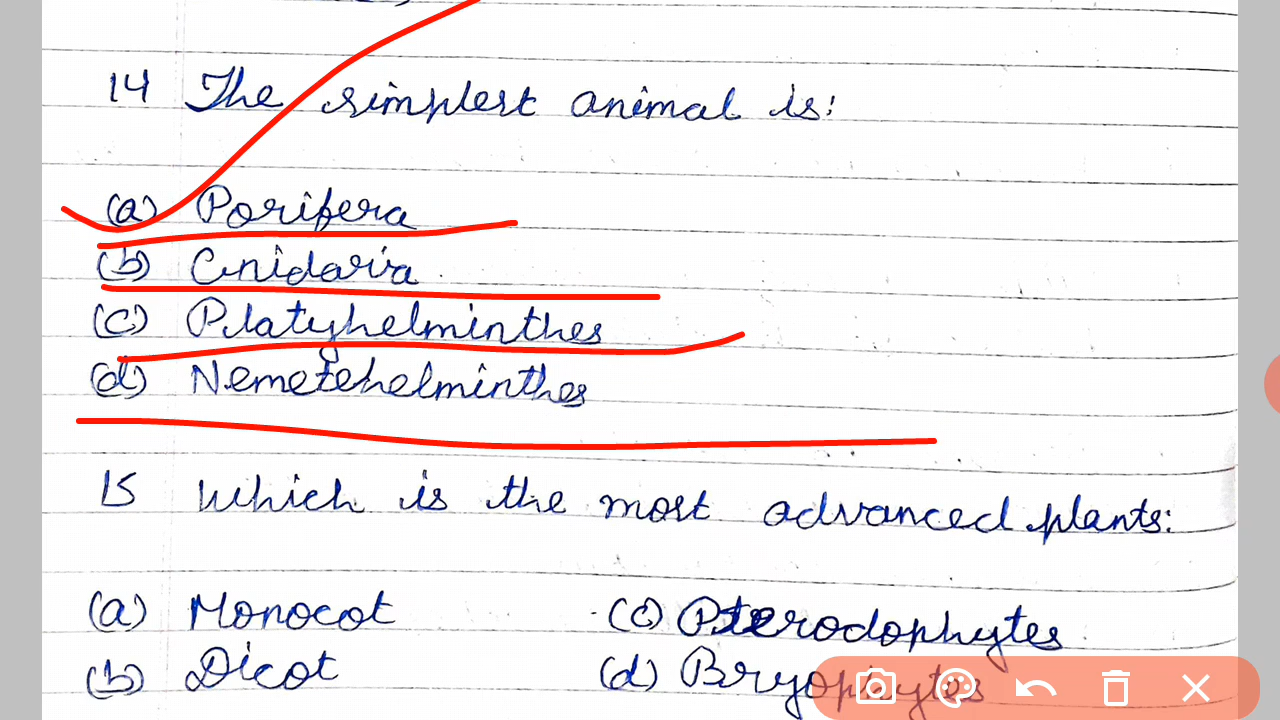 14 The simplest animal is:
(a) Porifera
(b) Cnidaria
(c) Platyhelminthes
(d) Nemetehelminthes
15 which is the most advanced plants:
(a) Monocot (c) Pterodophytes
(b) Dicot (d) Bryophytes